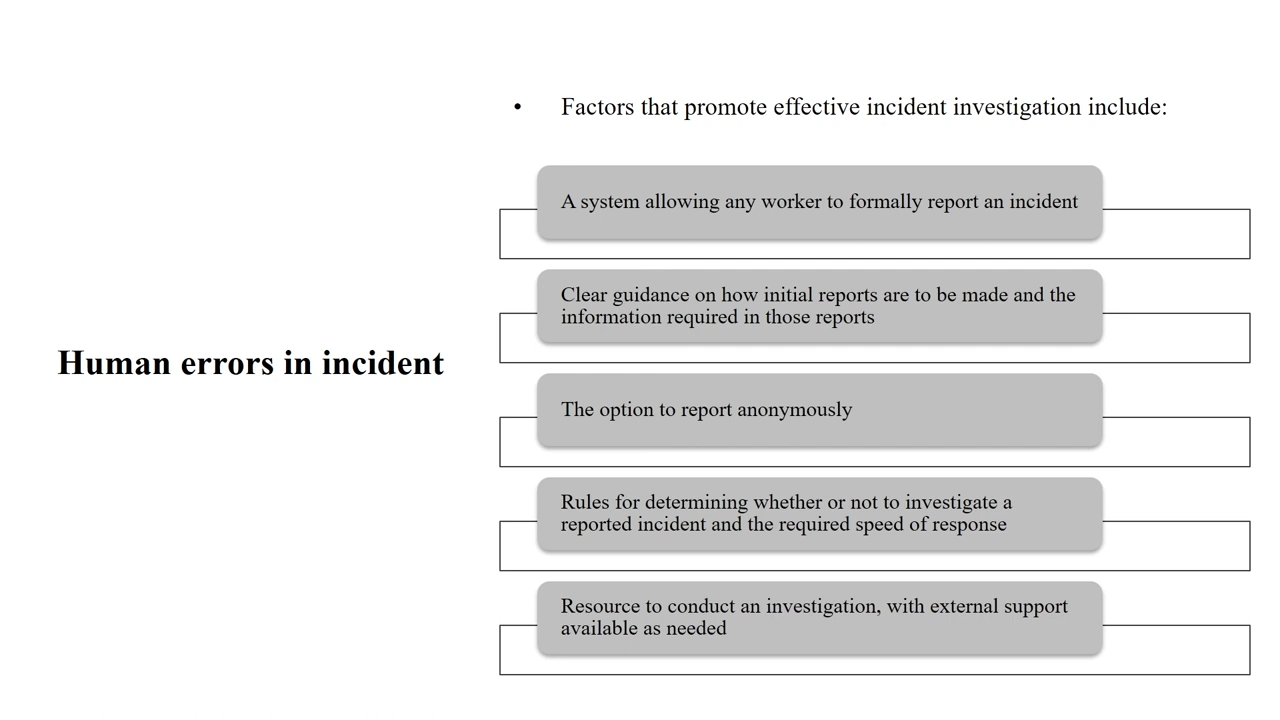 Human errors in incident
• Factors that promote effective incident investigation include:
A system allowing any worker to formally report an incident
Clear guidance on how initial reports are to be made and the
information required in those reports
The option to report anonymously
Rules for determining whether or not to investigate a
reported incident and the required speed of response
Resource to conduct an investigation, with external support
available as needed